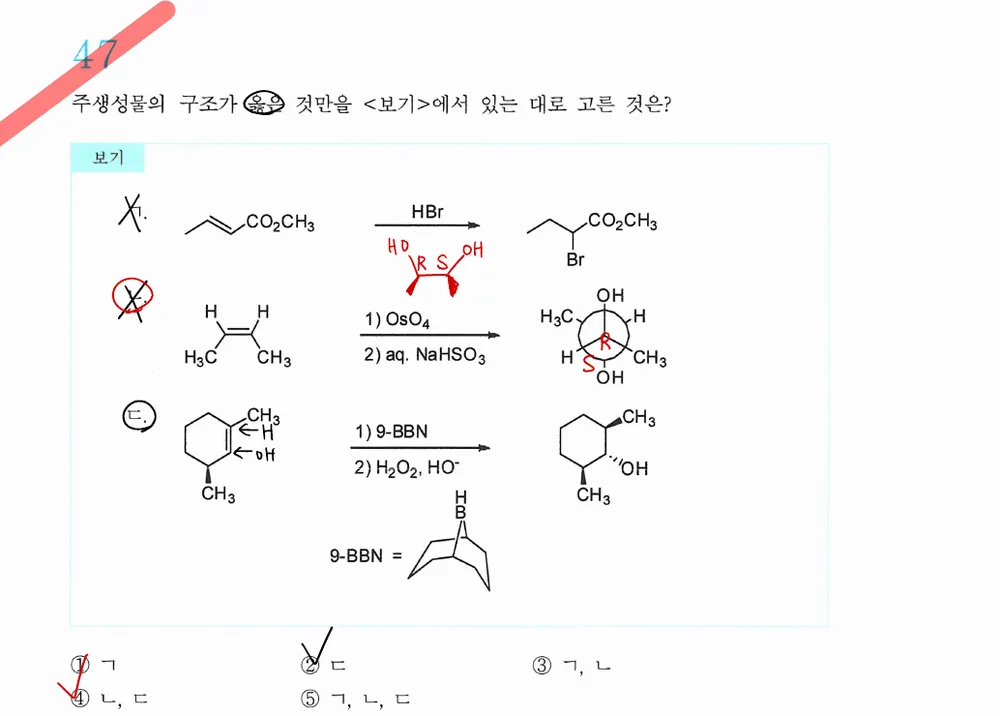 47
주생성물의 구조가 옳은 것만을 <보기>에서 있는 대로 고른 것은?
보기
ㄱ.
CO₂CH₃
HBr
CO₂CH₃
Br
HO R S OH
ㄴ.
H H
H₃C CH₃
1) OsO₄
2) aq. NaHSO₃
OH
H₃C H
R
H CH₃
S
OH
ㄷ.
CH₃
←H
←OH
CH₃
1) 9-BBN
2) H₂O₂, HO⁻
CH₃
OH
CH₃
H
B
9-BBN =
① ㄱ ② ㄷ ③ ㄱ, ㄴ
④ ㄴ, ㄷ ⑤ ㄱ, ㄴ, ㄷ